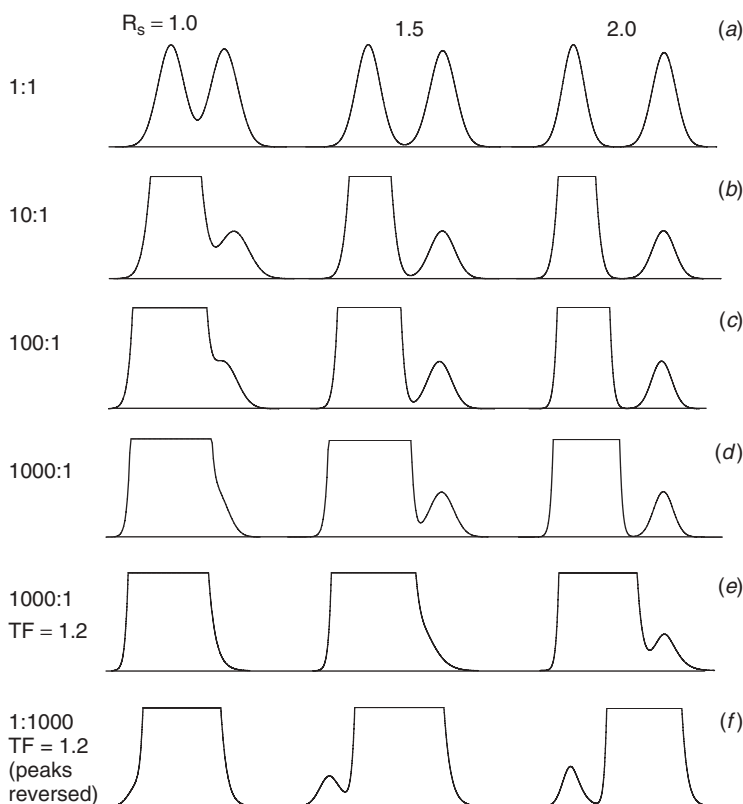 R_s = 1.0
1.5
2.0
(a)
1:1
(b)
10:1
(c)
100:1
(d)
1000:1
(e)
1000:1
TF = 1.2
(f)
1:1000
TF = 1.2
(peaks
reversed)